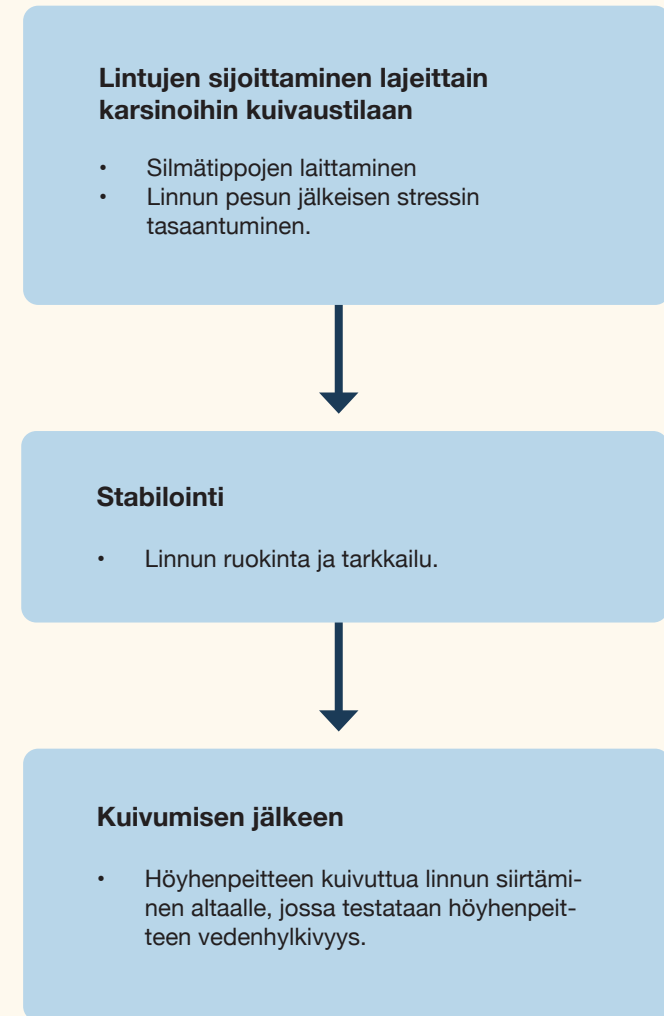 Lintujen sijoittaminen lajeittain
karsinoihin kuivaustilaan
• Silmätippojen laittaminen
• Linnun pesun jälkeisen stressin
tasaantuminen.
Stabilointi
• Linnun ruokinta ja tarkkailu.
Kuivumisen jälkeen
• Höyhenpeitteen kuivuttua linnun siirtämi-
nen altaalle, jossa testataan höyhenpeit-
teen vedenhylkivyys.